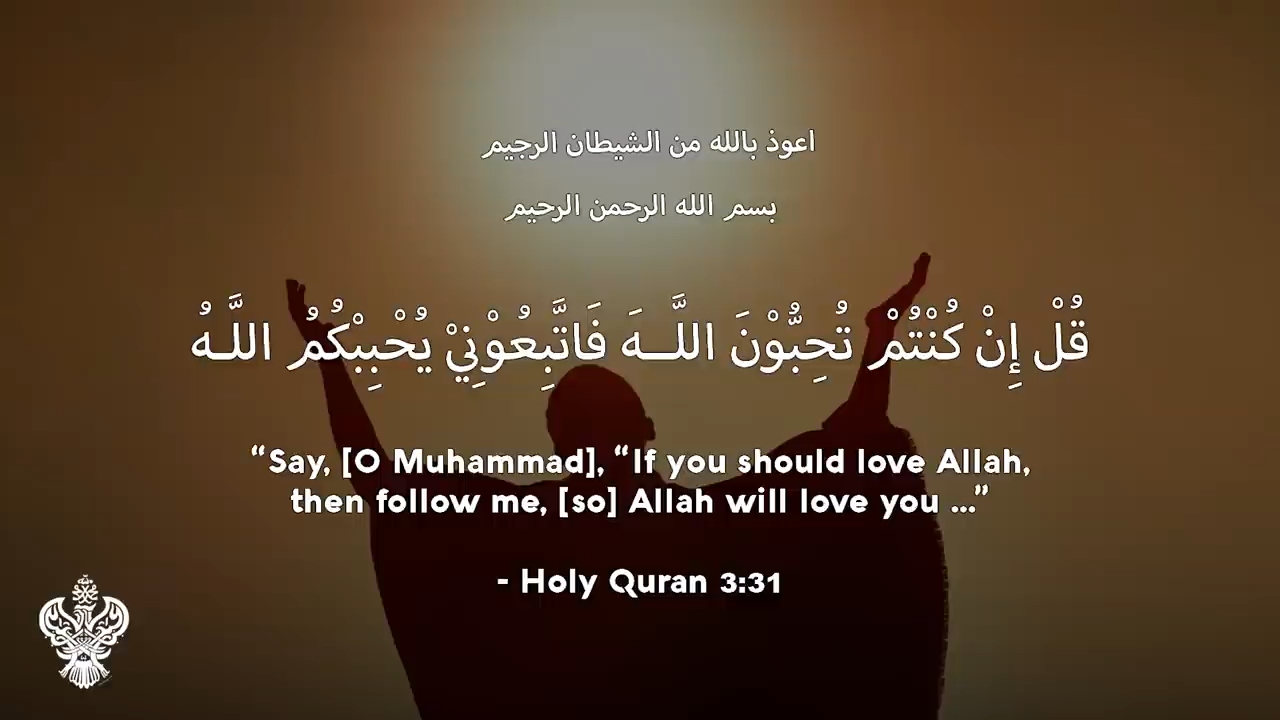 اعوذ بالله من الشيطان الرجيم
بسم الله الرحمن الرحيم
قُلْ إِنْ كُنْتُمْ تُحِبُّوْنَ اللَّـــهَ فَاتَّبِعُوْنِيْ يُحْبِبْكُمُ اللَّـهُ
“Say, [O Muhammad], “If you should love Allah,
then follow me, [so] Allah will love you ...”
- Holy Quran 3:31